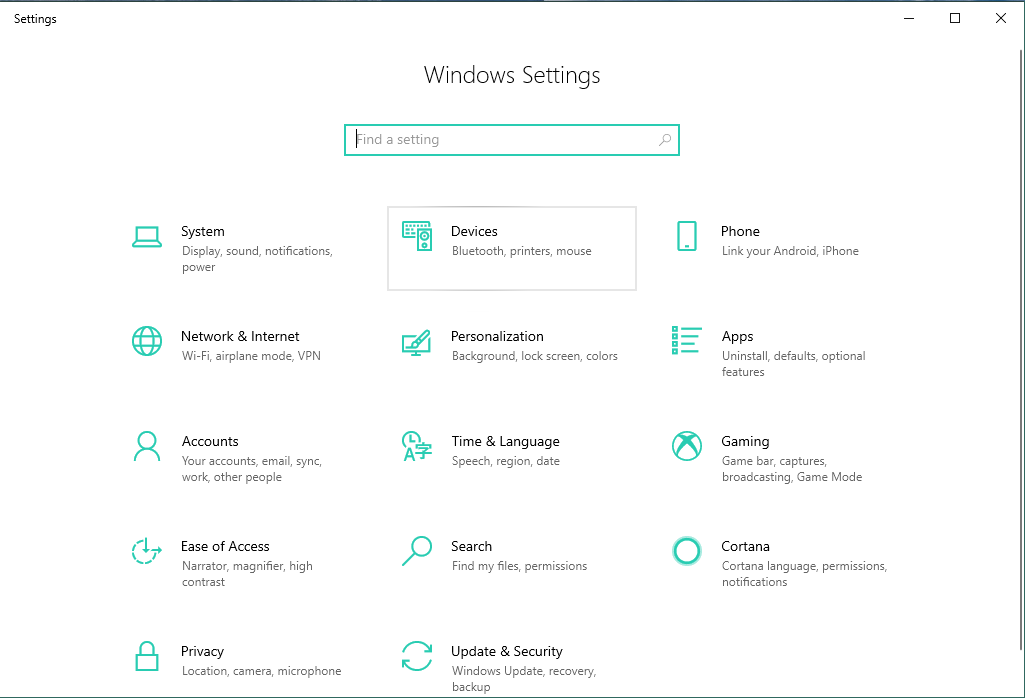 Settings
Windows Settings
Find a setting
System
Display, sound, notifications,
power
Devices
Bluetooth, printers, mouse
Phone
Link your Android, iPhone
Network & Internet
Wi-Fi, airplane mode, VPN
Personalization
Background, lock screen, colors
Apps
Uninstall, defaults, optional
features
Accounts
Your accounts, email, sync,
work, other people
A字
Time & Language
Speech, region, date
Gaming
Game bar, captures,
broadcasting, Game Mode
Ease of Access
Narrator, magnifier, high
contrast
Search
Find my files, permissions
Cortana
Cortana language, permissions,
notifications
Privacy
Location, camera, microphone
Update & Security
Windows Update, recovery,
backup